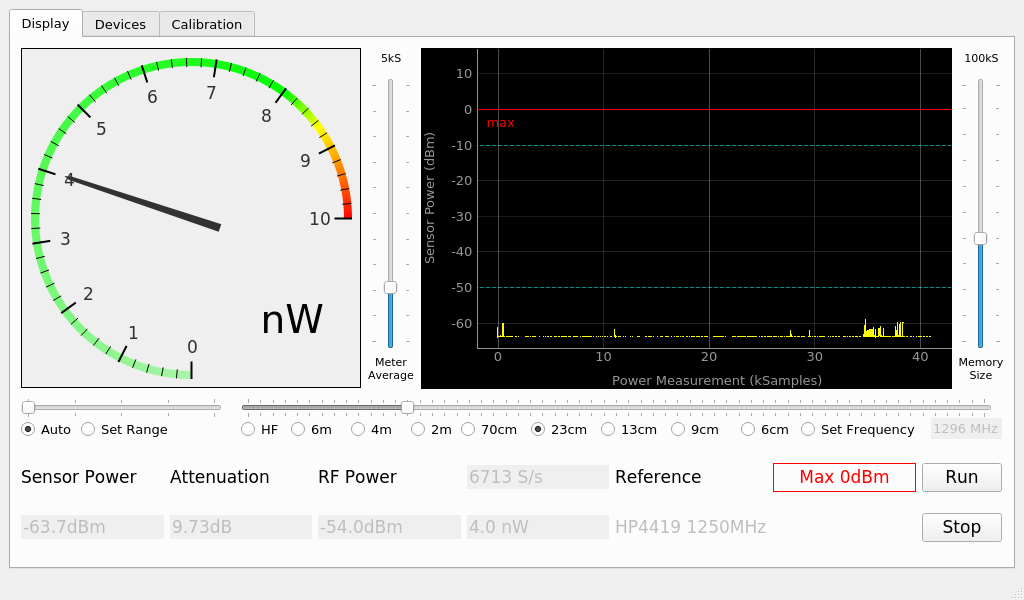 Display Devices Calibration
5kS
100kS
0
1
2
3
4
5
6
7
8
9
10
nW
Meter
Average
Sensor Power (dBm)
10
0
-10
-20
-30
-40
-50
-60
max
0 10 20 30 40
Power Measurement (kSamples)
Memory
Size
Auto Set Range HF 6m 4m 2m 70cm 23cm 13cm 9cm 6cm Set Frequency 1296 MHz
Sensor Power Attenuation RF Power 6713 S/s Reference Max 0dBm Run
-63.7dBm 9.73dB -54.0dBm 4.0 nW HP4419 1250MHz Stop